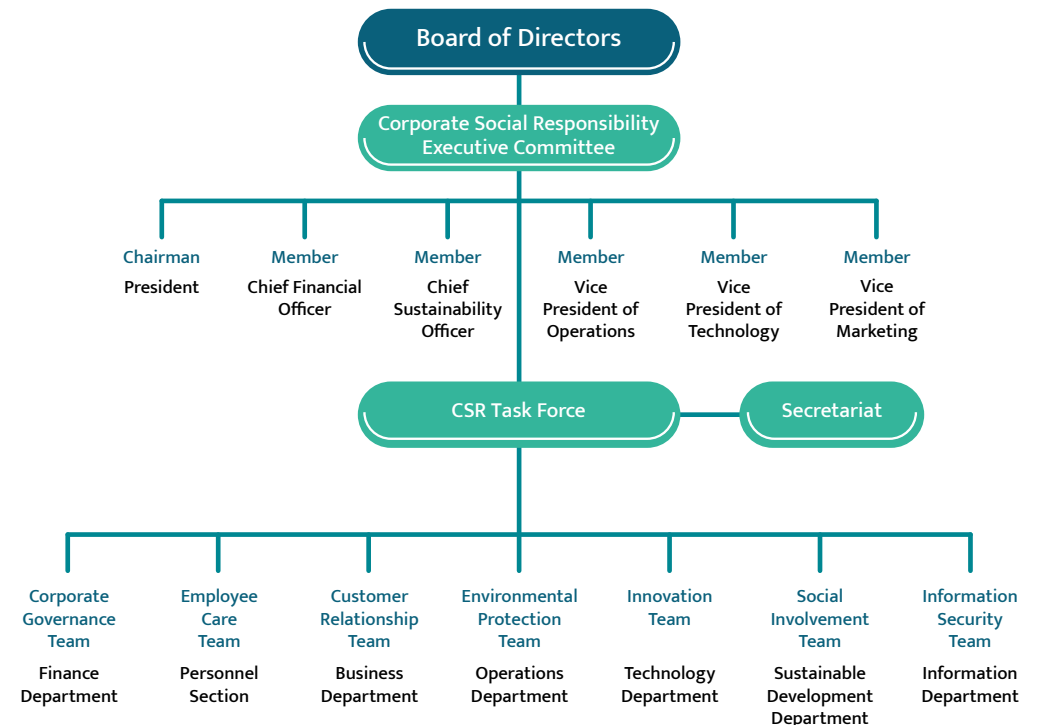 Board of Directors
Corporate Social Responsibility
Executive Committee
Chairman
President
Member
Chief Financial
Officer
Member
Chief
Sustainability
Officer
Member
Vice
President of
Operations
Member
Vice
President of
Technology
Member
Vice
President of
Marketing
CSR Task Force
Secretariat
Corporate
Governance
Team
Finance
Department
Employee
Care
Team
Personnel
Section
Customer
Relationship
Team
Business
Department
Environmental
Protection
Team
Operations
Department
Innovation
Team
Technology
Department
Social
Involvement
Team
Sustainable
Development
Department
Information
Security
Team
Information
Department